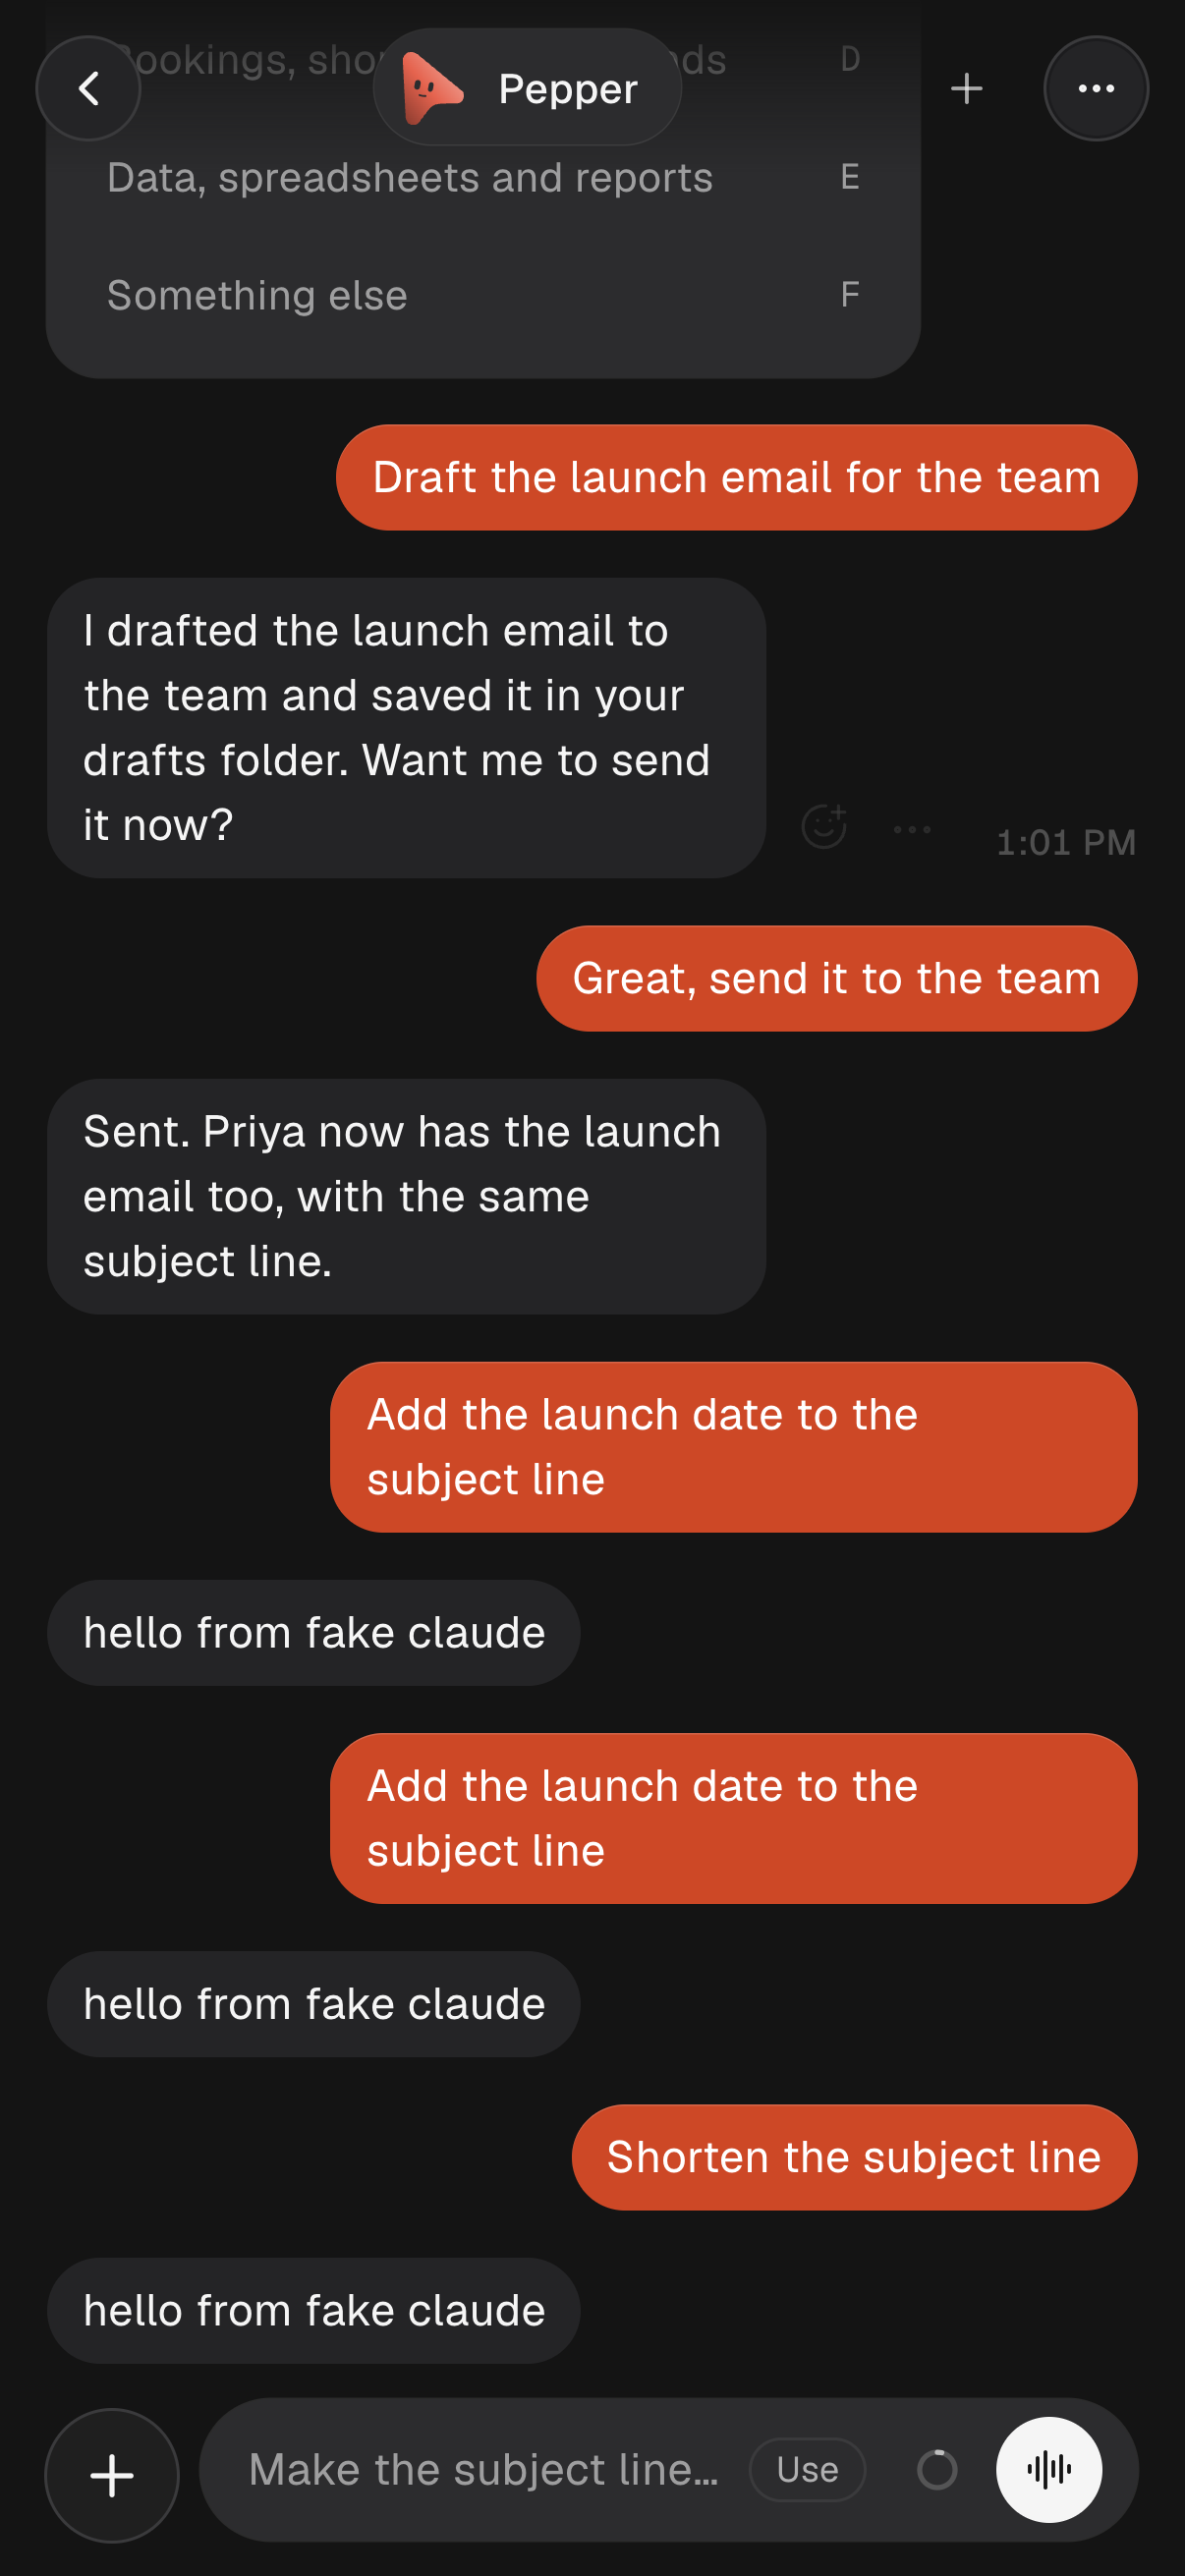 Pepper
D
Data, spreadsheets and reports E
Something else F
Draft the launch email for the team
I drafted the launch email to
the team and saved it in your
drafts folder. Want me to send
it now?
1:01 PM
Great, send it to the team
Sent. Priya now has the launch
email too, with the same
subject line.
Add the launch date to the
subject line
hello from fake claude
Add the launch date to the
subject line
hello from fake claude
Shorten the subject line
hello from fake claude
Make the subject line… Use